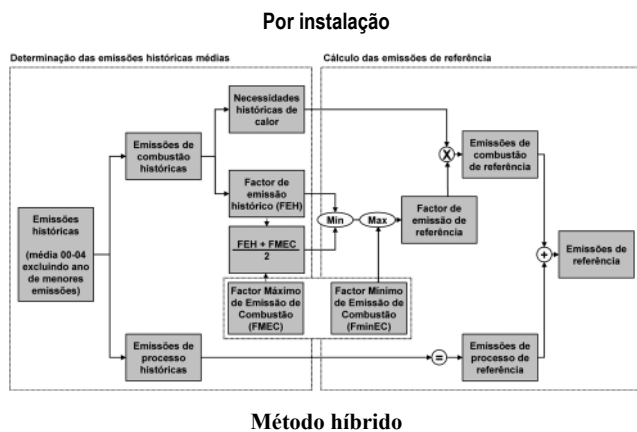 Por instalação
Determinação das emissões históricas médias
Cálculo das emissões de referência
Necessidades
históricas de
calor
Emissões de
combustão
históricas
Factor de
emissão
histórico (FEH)
Emissões
históricas
(média 00-04
excluindo ano
de menores
emissões)
FEH + FMEC
2
Factor Máximo
de Emissão de
Combustão
(FMEC)
Emissões de
processo
históricas
Min
Max
Factor Mínimo
de Emissão de
Combustão
(FminEC)
Factor de
emissão de
referência
X
Emissões de
combustão
de referência
+
Emissões de
referência
=
Emissões de
processo de
referência
Método híbrido